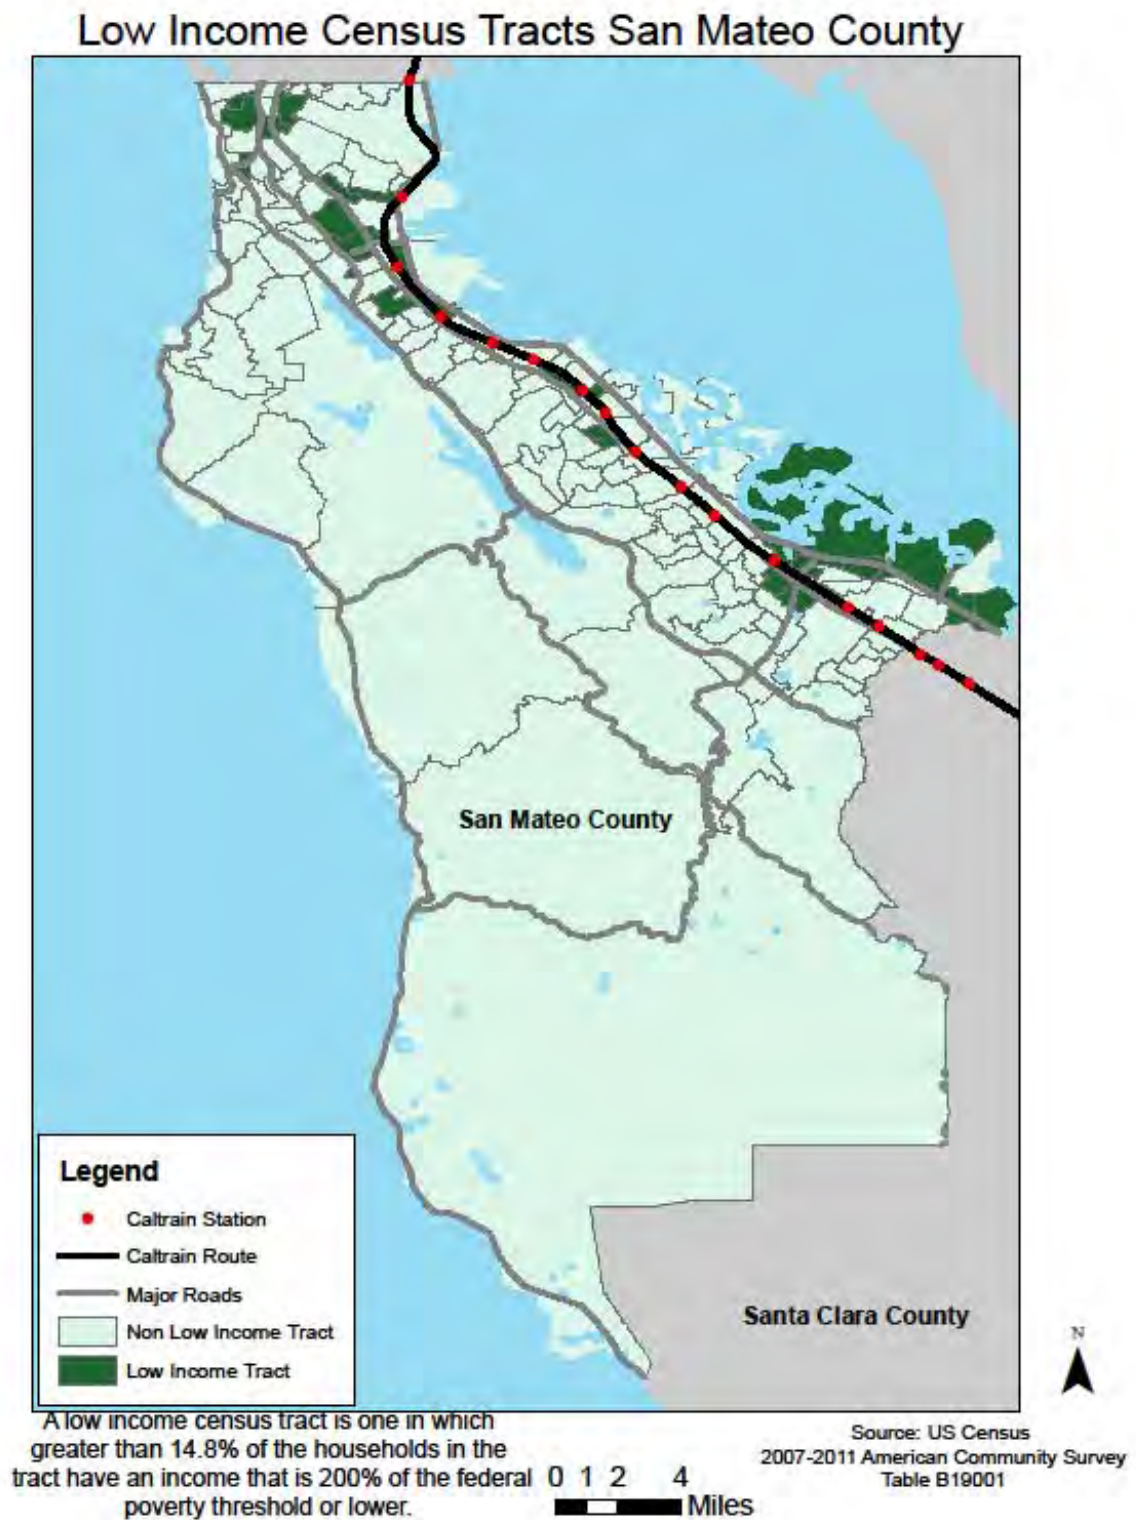 Low Income Census Tracts San Mateo County
San Mateo County
Legend
Caltrain Station
Caltrain Route
Major Roads
Non Low Income Tract
Low Income Tract
Santa Clara County
N
A low income census tract is one in which
greater than 14.8% of the households in the
tract have an income that is 200% of the federal
poverty threshold or lower.
0 1 2 4
Miles
Source: US Census
2007-2011 American Community Survey
Table B19001